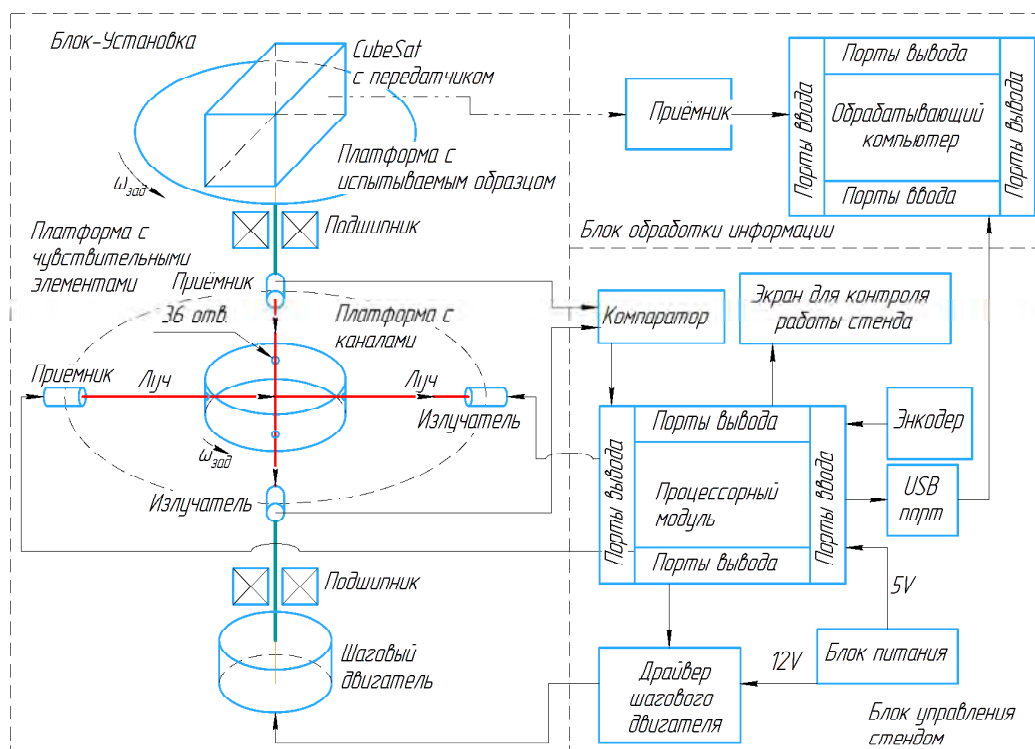 Блок-Установка
CubeSat
с передатчиком
ωзад
Платформа с
испытываемым образцом
Подшипник
Платформа с
чувствительными
элементами
Приёмник
36 отв.
Платформа с
каналами
Приемник
Луч
Луч
Излучатель
ωзад
Излучатель
Подшипник
Шаговый
двигатель
Приёмник
Порты ввода
Порты вывода
Обрабатывающий
компьютер
Порты ввода
Порты вывода
Блок обработки информации
Компаратор
Экран для контроля
работы стенда
Порты вывода
Порты вывода
Процессорный
модуль
Порты вывода
Порты ввода
Энкодер
USB
порт
5V
Блок питания
12V
Драйвер
шагового
двигателя
Блок управления
стендом